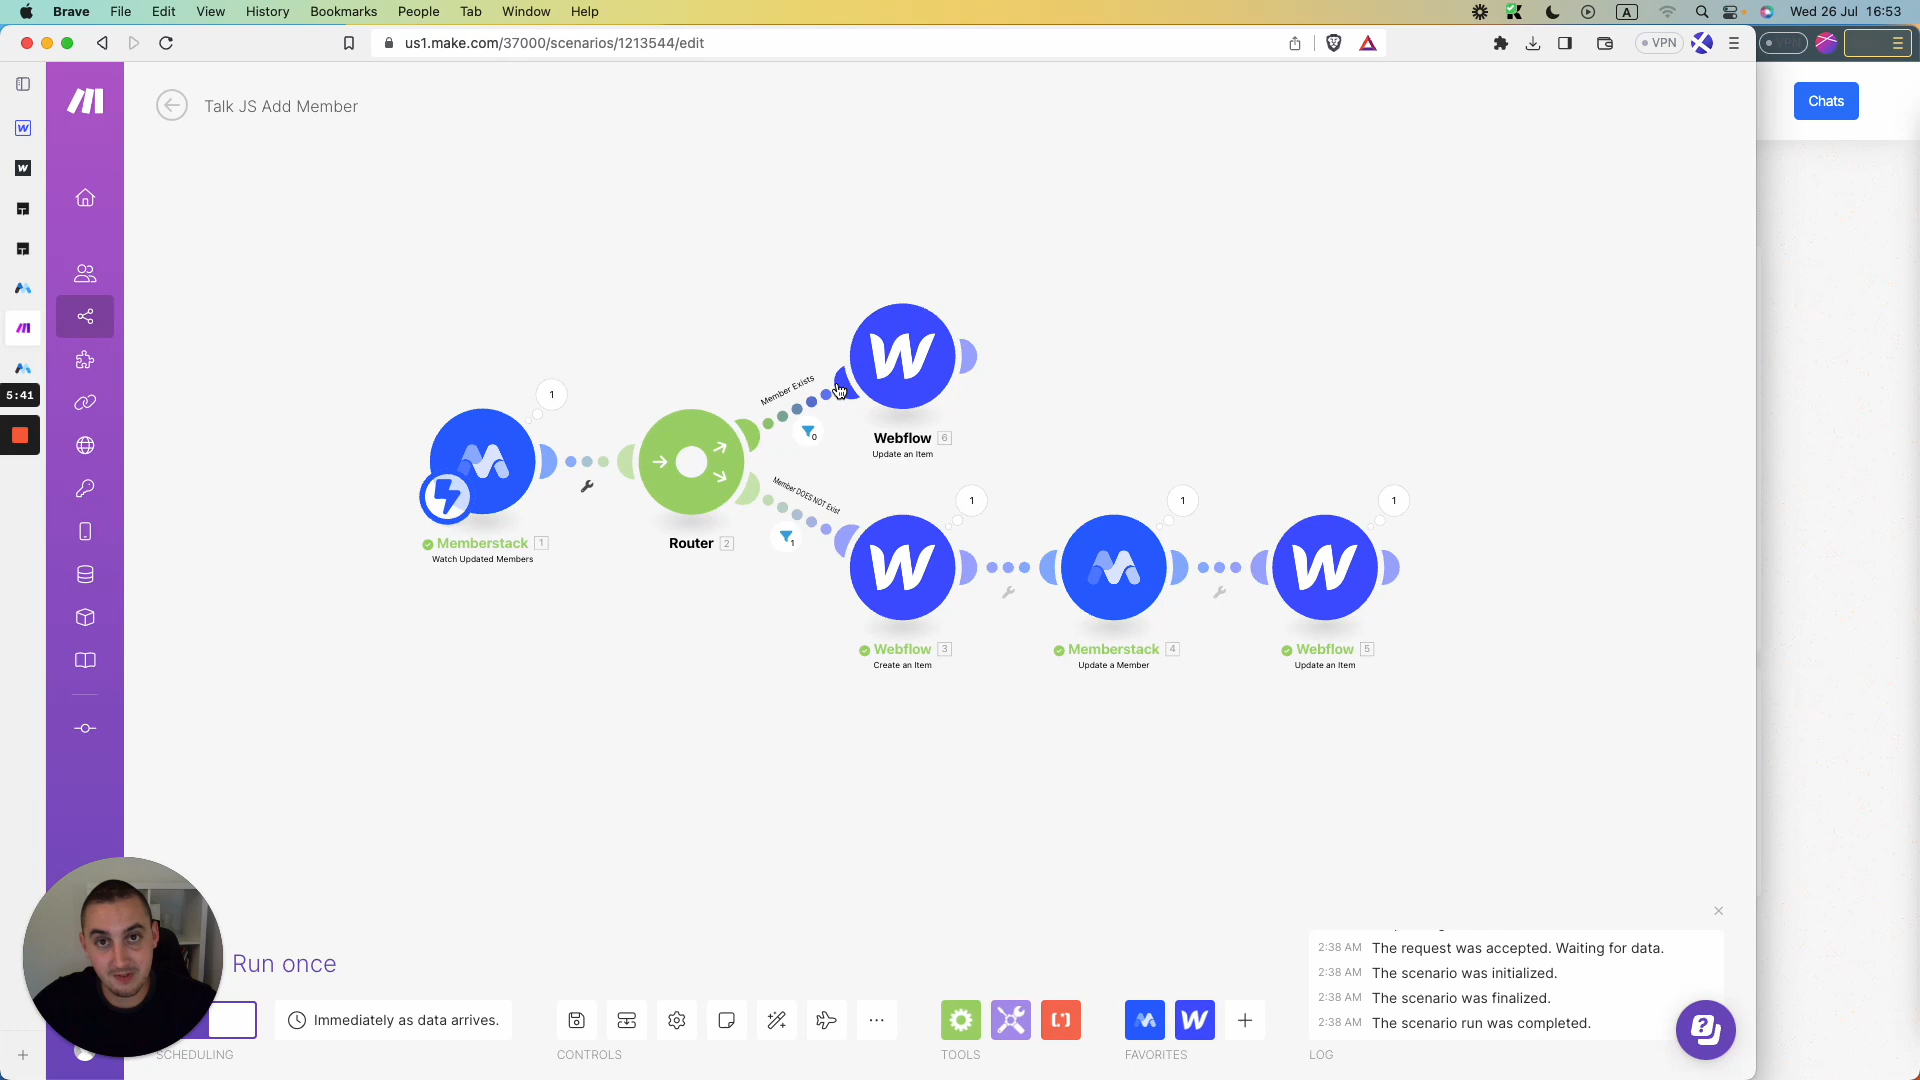 Brave File Edit View History Bookmarks People Tab Window Help
A
Wed 26 Jul 16:53
us1.make.com/37000/scenarios/1213544/edit
VPN
Chats
Talk JS Add Member
5:41
1
Member Exists
0
Webflow 6
Update an Item
Member DOES NOT Exist
1
Memberstack 1
Watch Updated Members
Router 2
1
1
1
Webflow 3
Create an Item
Memberstack 4
Update a Member
Webflow 5
Update an Item
Run once
Immediately as data arrives.
SCHEDULING
CONTROLS
TOOLS
FAVORITES
LOG
2:38 AM The request was accepted. Waiting for data.
2:38 AM The scenario was initialized.
2:38 AM The scenario was finalized.
2:38 AM The scenario run was completed.